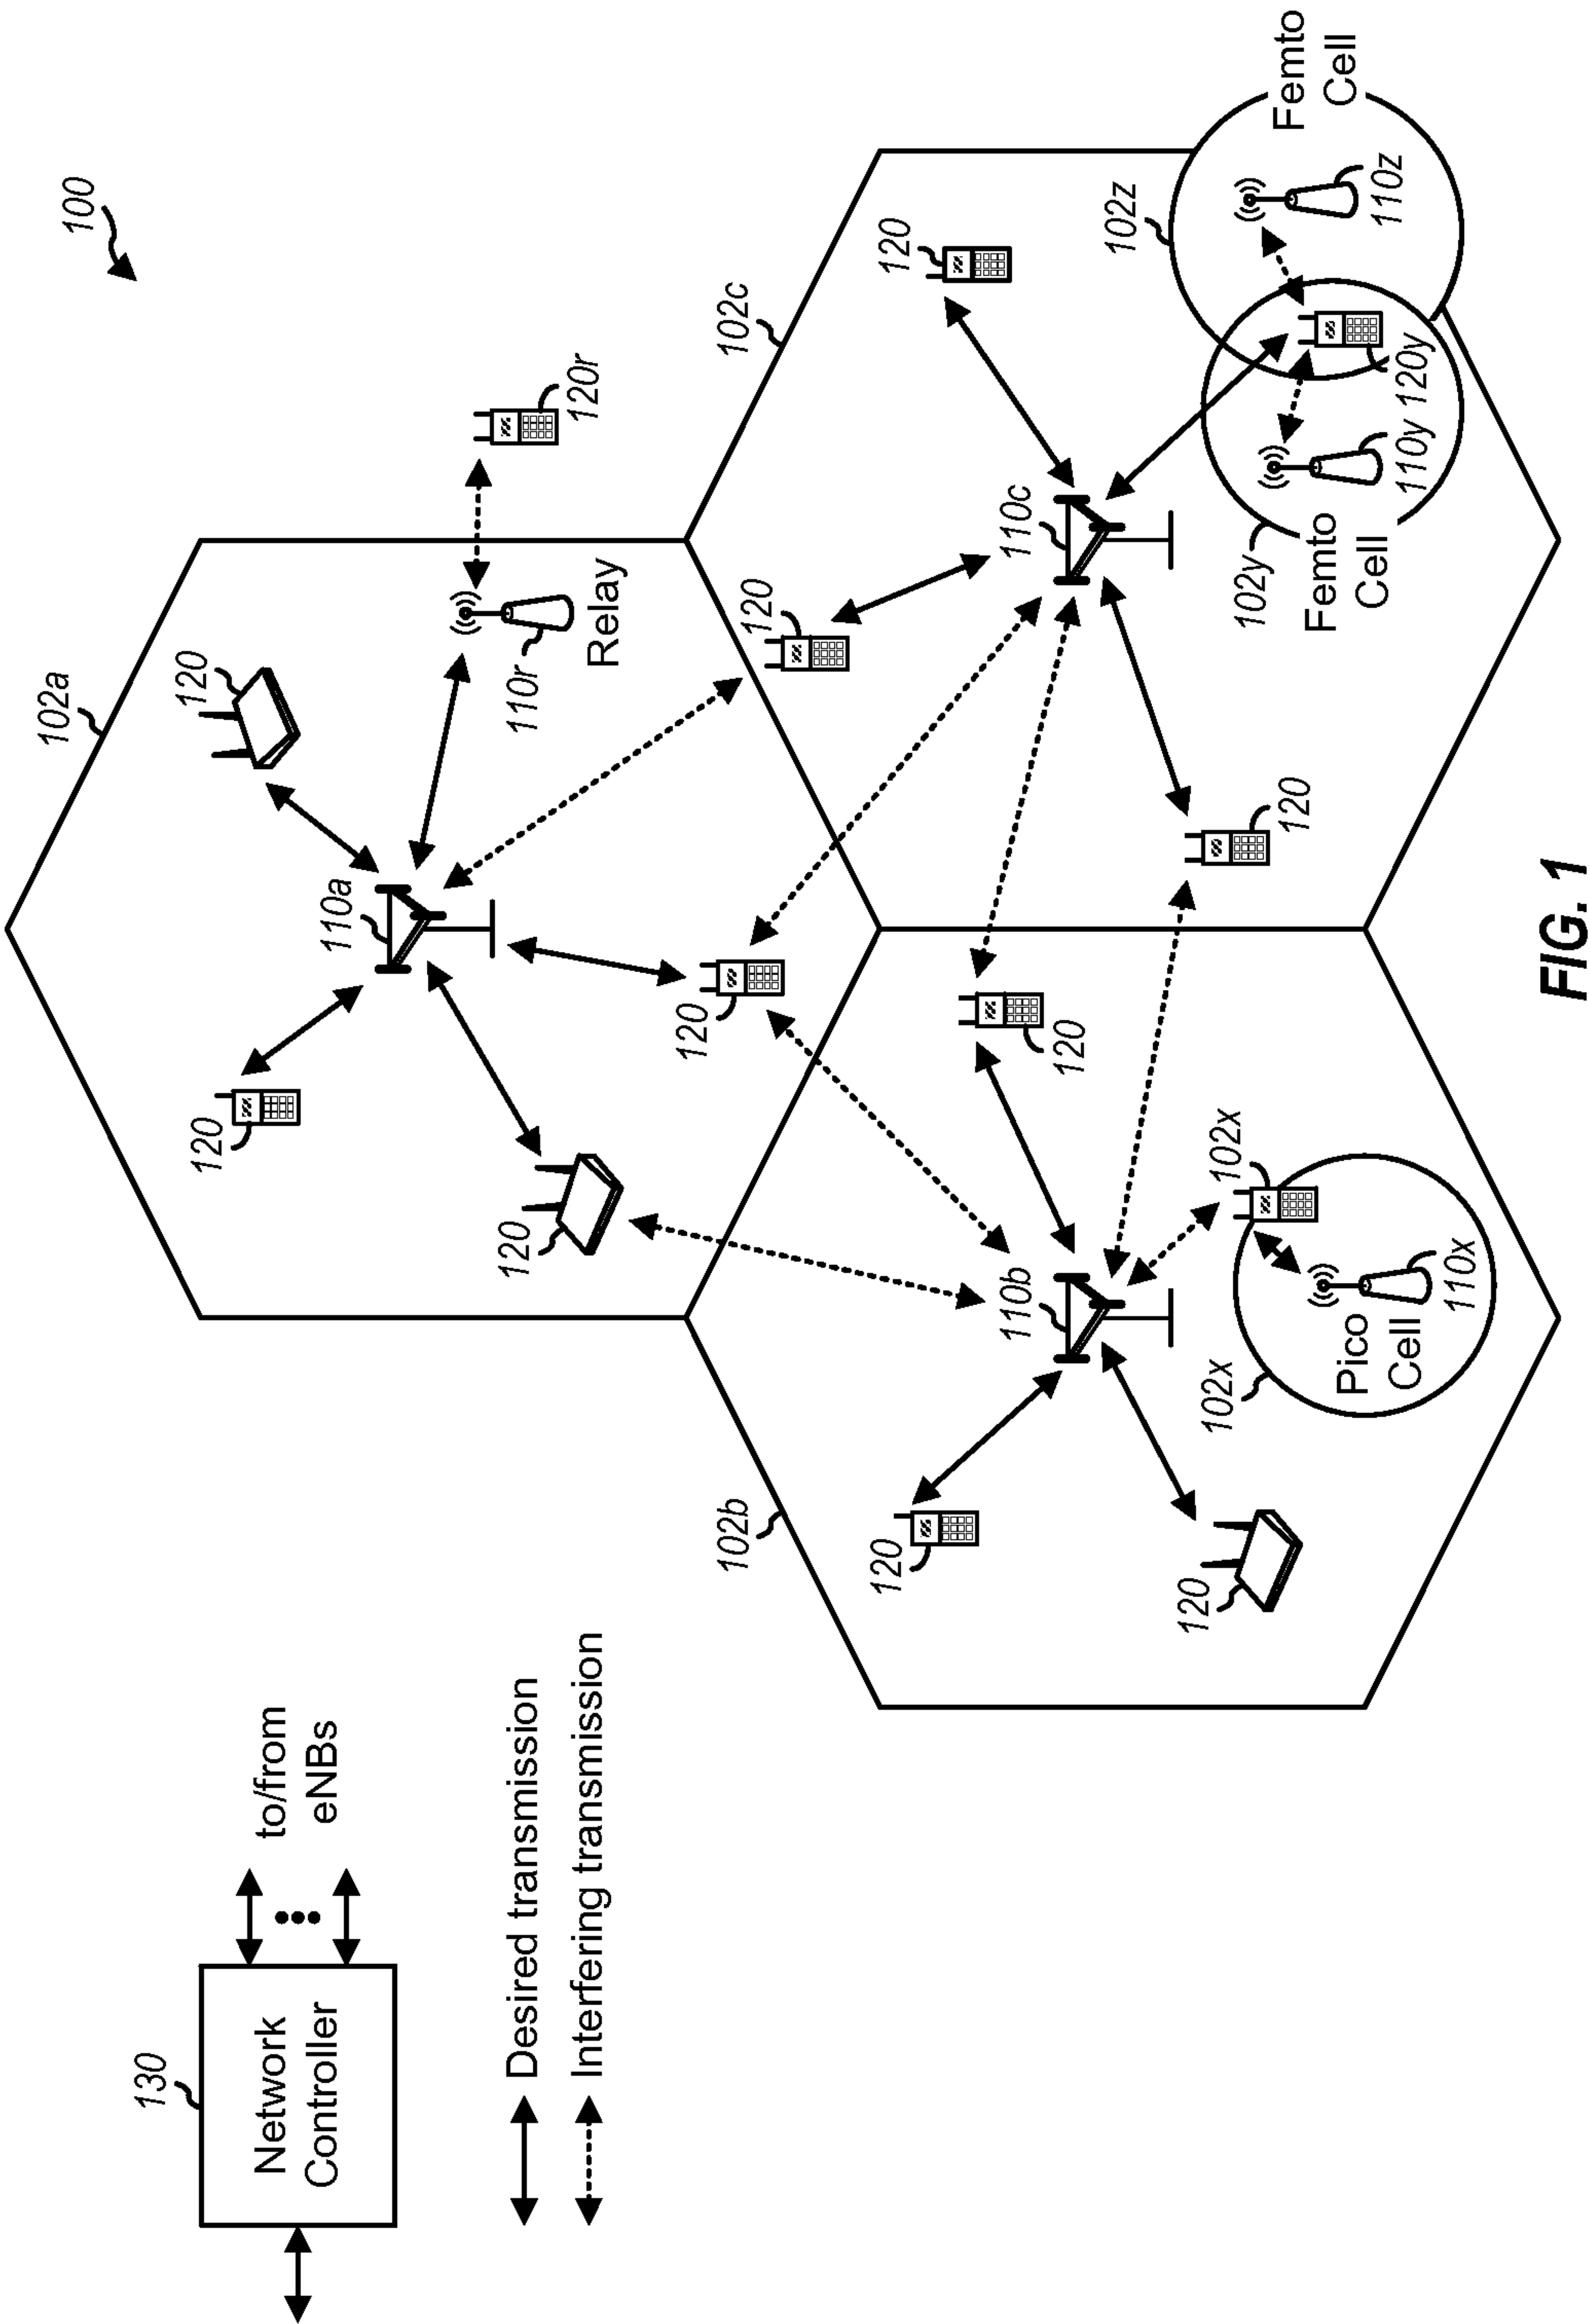 100
130
Network
Controller
to/from
eNBs
Desired transmission
Interfering transmission
102a
120
120
110a
120
110r
Relay
120r
120
102b
102c
120
120
120
110b
110c
120
120
120
102x
102x
Pico
Cell
110x
120
102y
Femto
Cell
110y
120y
102z
110z
Femto
Cell
FIG. 1